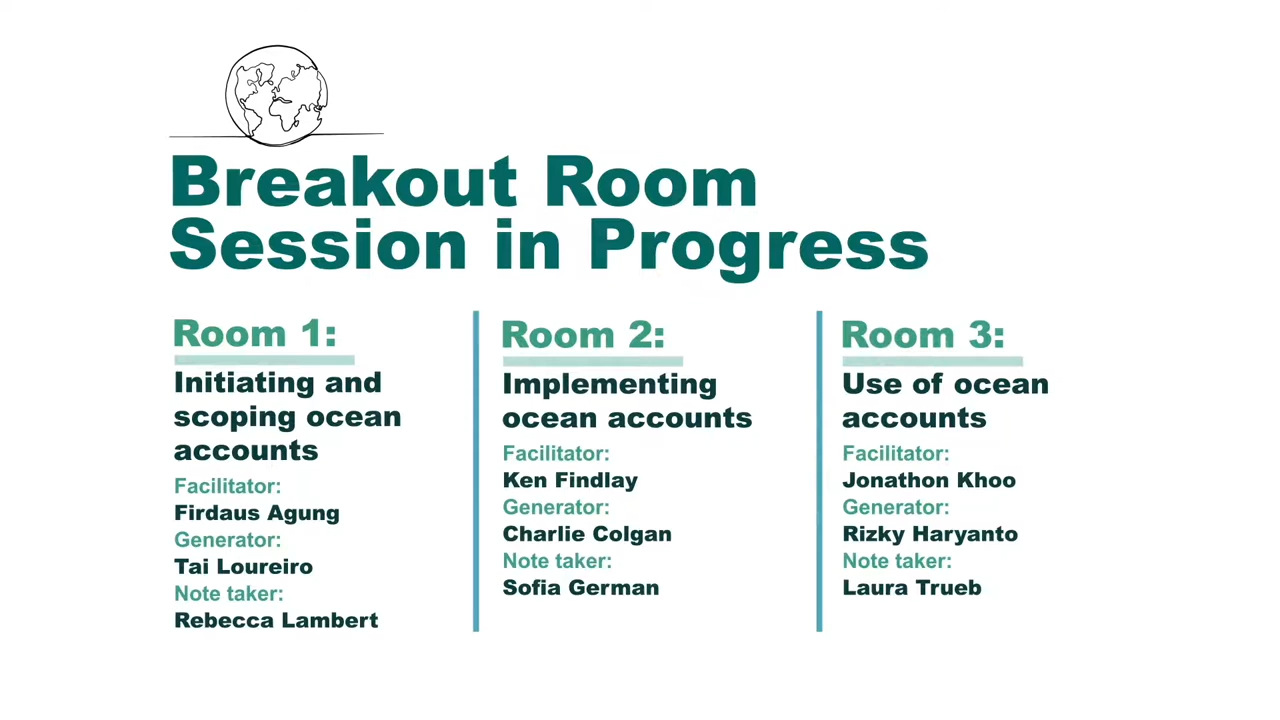 Breakout Room
Session in Progress
Room 1:
Initiating and
scoping ocean
accounts
Facilitator:
Firdaus Agung
Generator:
Tai Loureiro
Note taker:
Rebecca Lambert
Room 2:
Implementing
ocean accounts
Facilitator:
Ken Findlay
Generator:
Charlie Colgan
Note taker:
Sofia German
Room 3:
Use of ocean
accounts
Facilitator:
Jonathon Khoo
Generator:
Rizky Haryanto
Note taker:
Laura Trueb